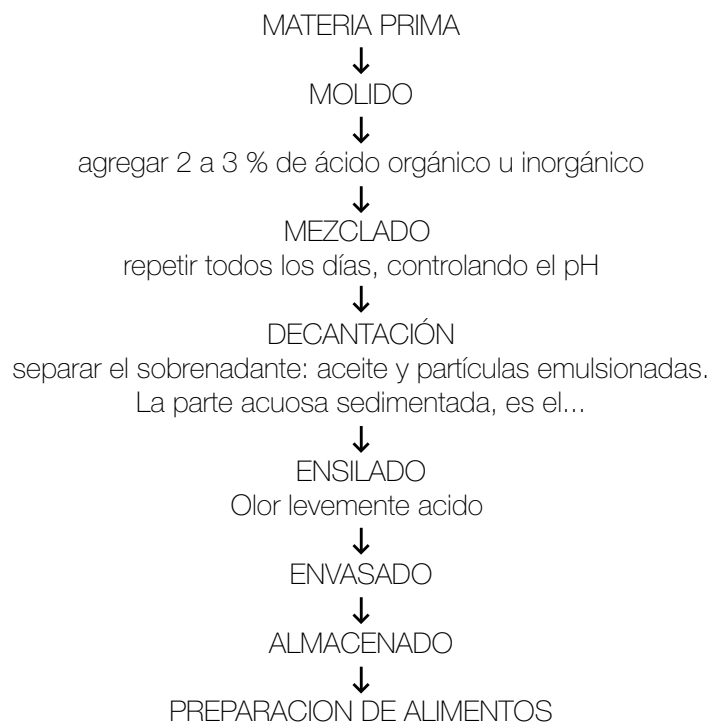 MATERIA PRIMA
↓
MOLIDO
↓
agregar 2 a 3 % de ácido orgánico u inorgánico
↓
MEZCLADO
repetir todos los días, controlando el pH
↓
DECANTACIÓN
separar el sobrenadante: aceite y partículas emulsionadas.
La parte acuosa sedimentada, es el...
↓
ENSILADO
Olor levemente acido
↓
ENVASADO
↓
ALMACENADO
↓
PREPARACION DE ALIMENTOS